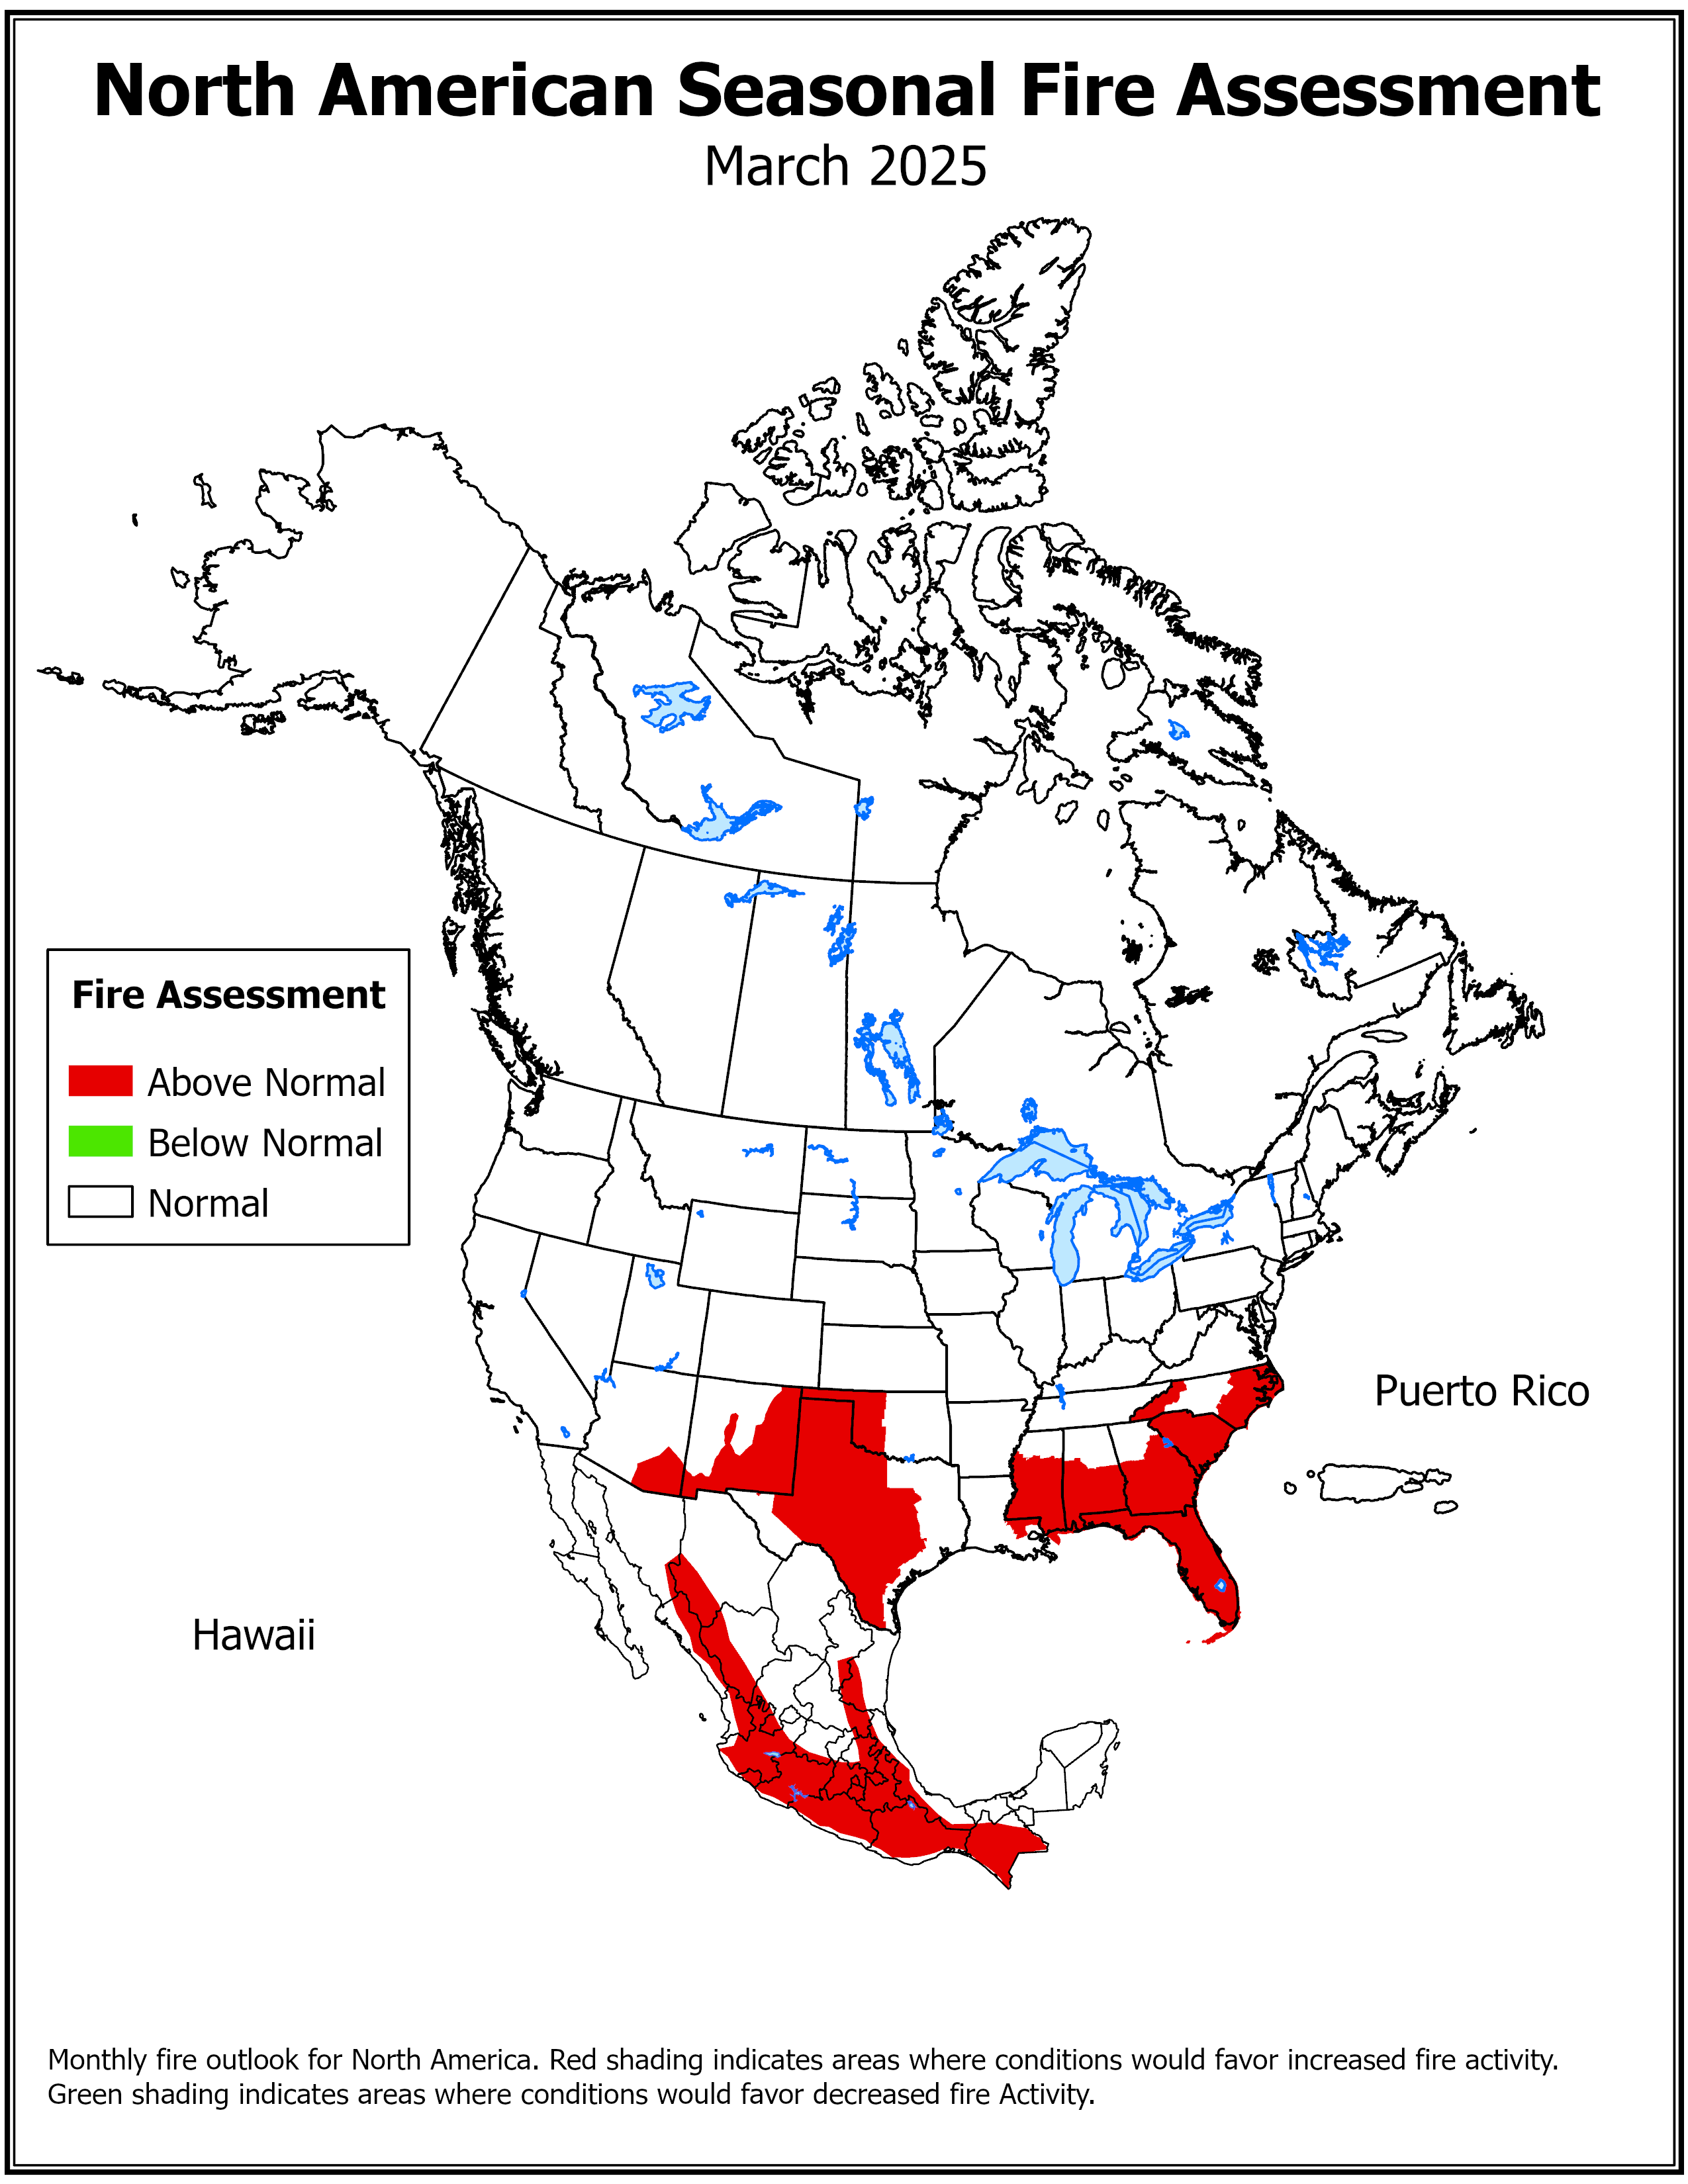 North American Seasonal Fire Assessment
March 2025
Fire Assessment
Above Normal
Below Normal
Normal
Puerto Rico
Hawaii
Monthly fire outlook for North America. Red shading indicates areas where conditions would favor increased fire activity.
Green shading indicates areas where conditions would favor decreased fire Activity.